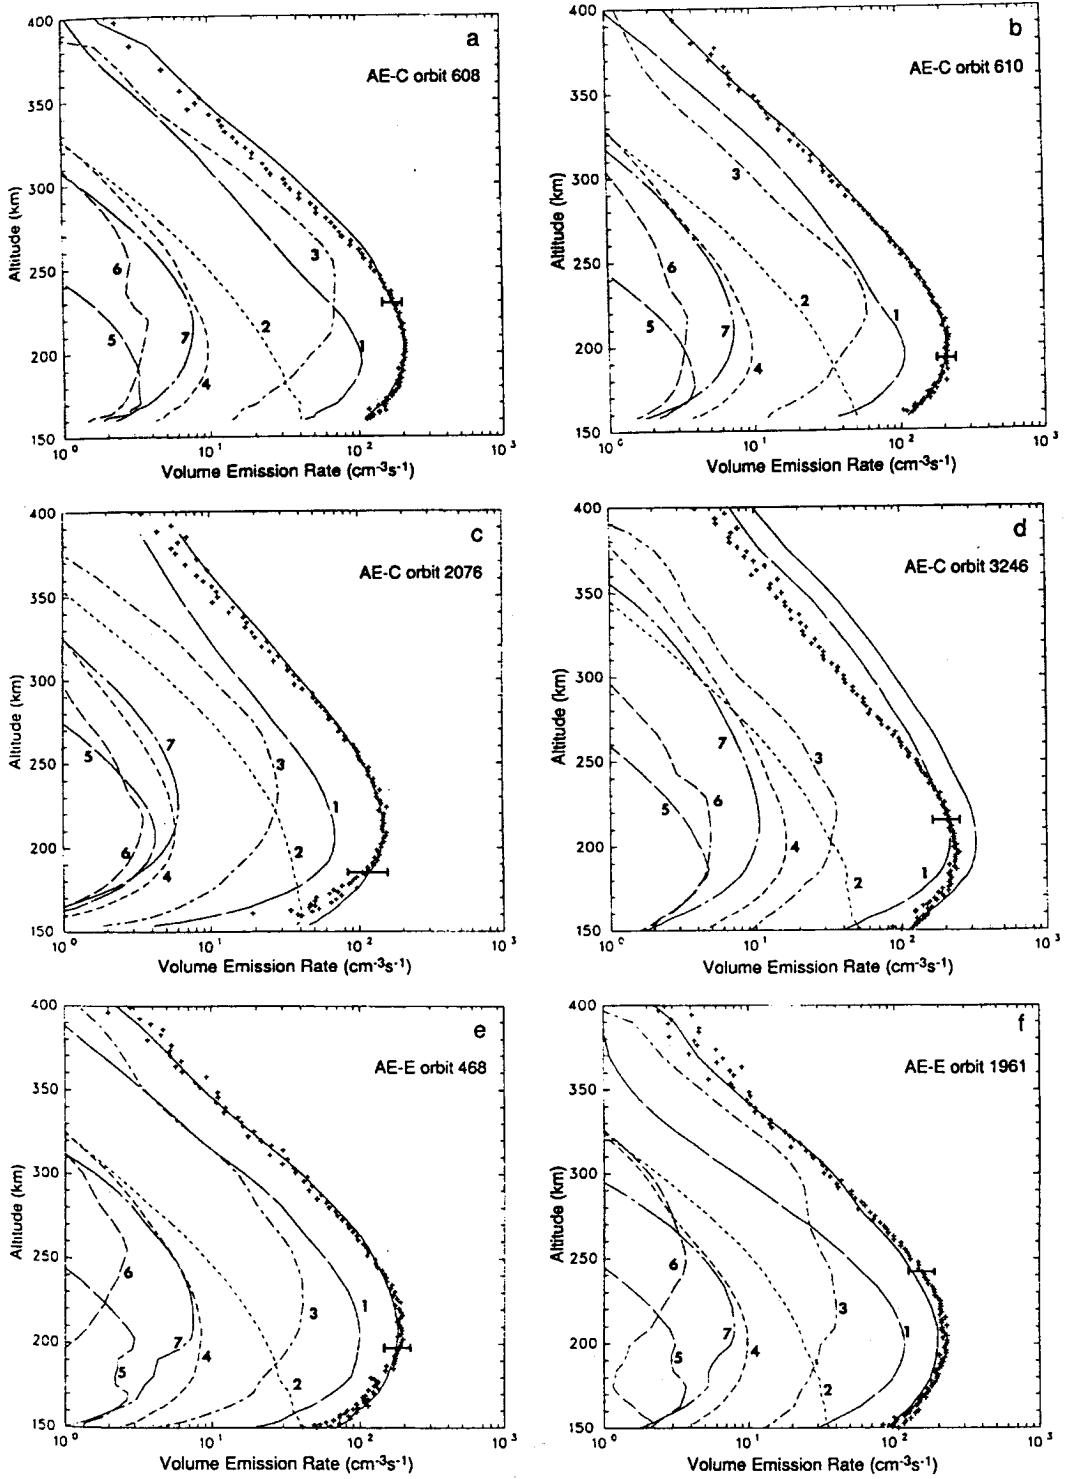 a
AE-C orbit 608
400
350
300
250
200
150
Altitude (km)
1
2
3
4
5
6
7
10⁰ 10¹ 10² 10³
Volume Emission Rate (cm⁻³s⁻¹)
b
AE-C orbit 610
400
350
300
250
200
150
Altitude (km)
1
2
3
4
5
6
7
10⁰ 10¹ 10² 10³
Volume Emission Rate (cm⁻³s⁻¹)
c
AE-C orbit 2076
400
350
300
250
200
150
Altitude (km)
1
2
3
4
5
6
7
10⁰ 10¹ 10² 10³
Volume Emission Rate (cm⁻³s⁻¹)
d
AE-C orbit 3246
400
350
300
250
200
150
Altitude (km)
1
2
3
4
5
6
7
10⁰ 10¹ 10² 10³
Volume Emission Rate (cm⁻³s⁻¹)
e
AE-E orbit 468
400
350
300
250
200
150
Altitude (km)
1
2
3
4
5
6
7
10⁰ 10¹ 10² 10³
Volume Emission Rate (cm⁻³s⁻¹)
f
AE-E orbit 1961
400
350
300
250
200
150
Altitude (km)
1
2
3
4
5
6
7
10⁰ 10¹ 10² 10³
Volume Emission Rate (cm⁻³s⁻¹)